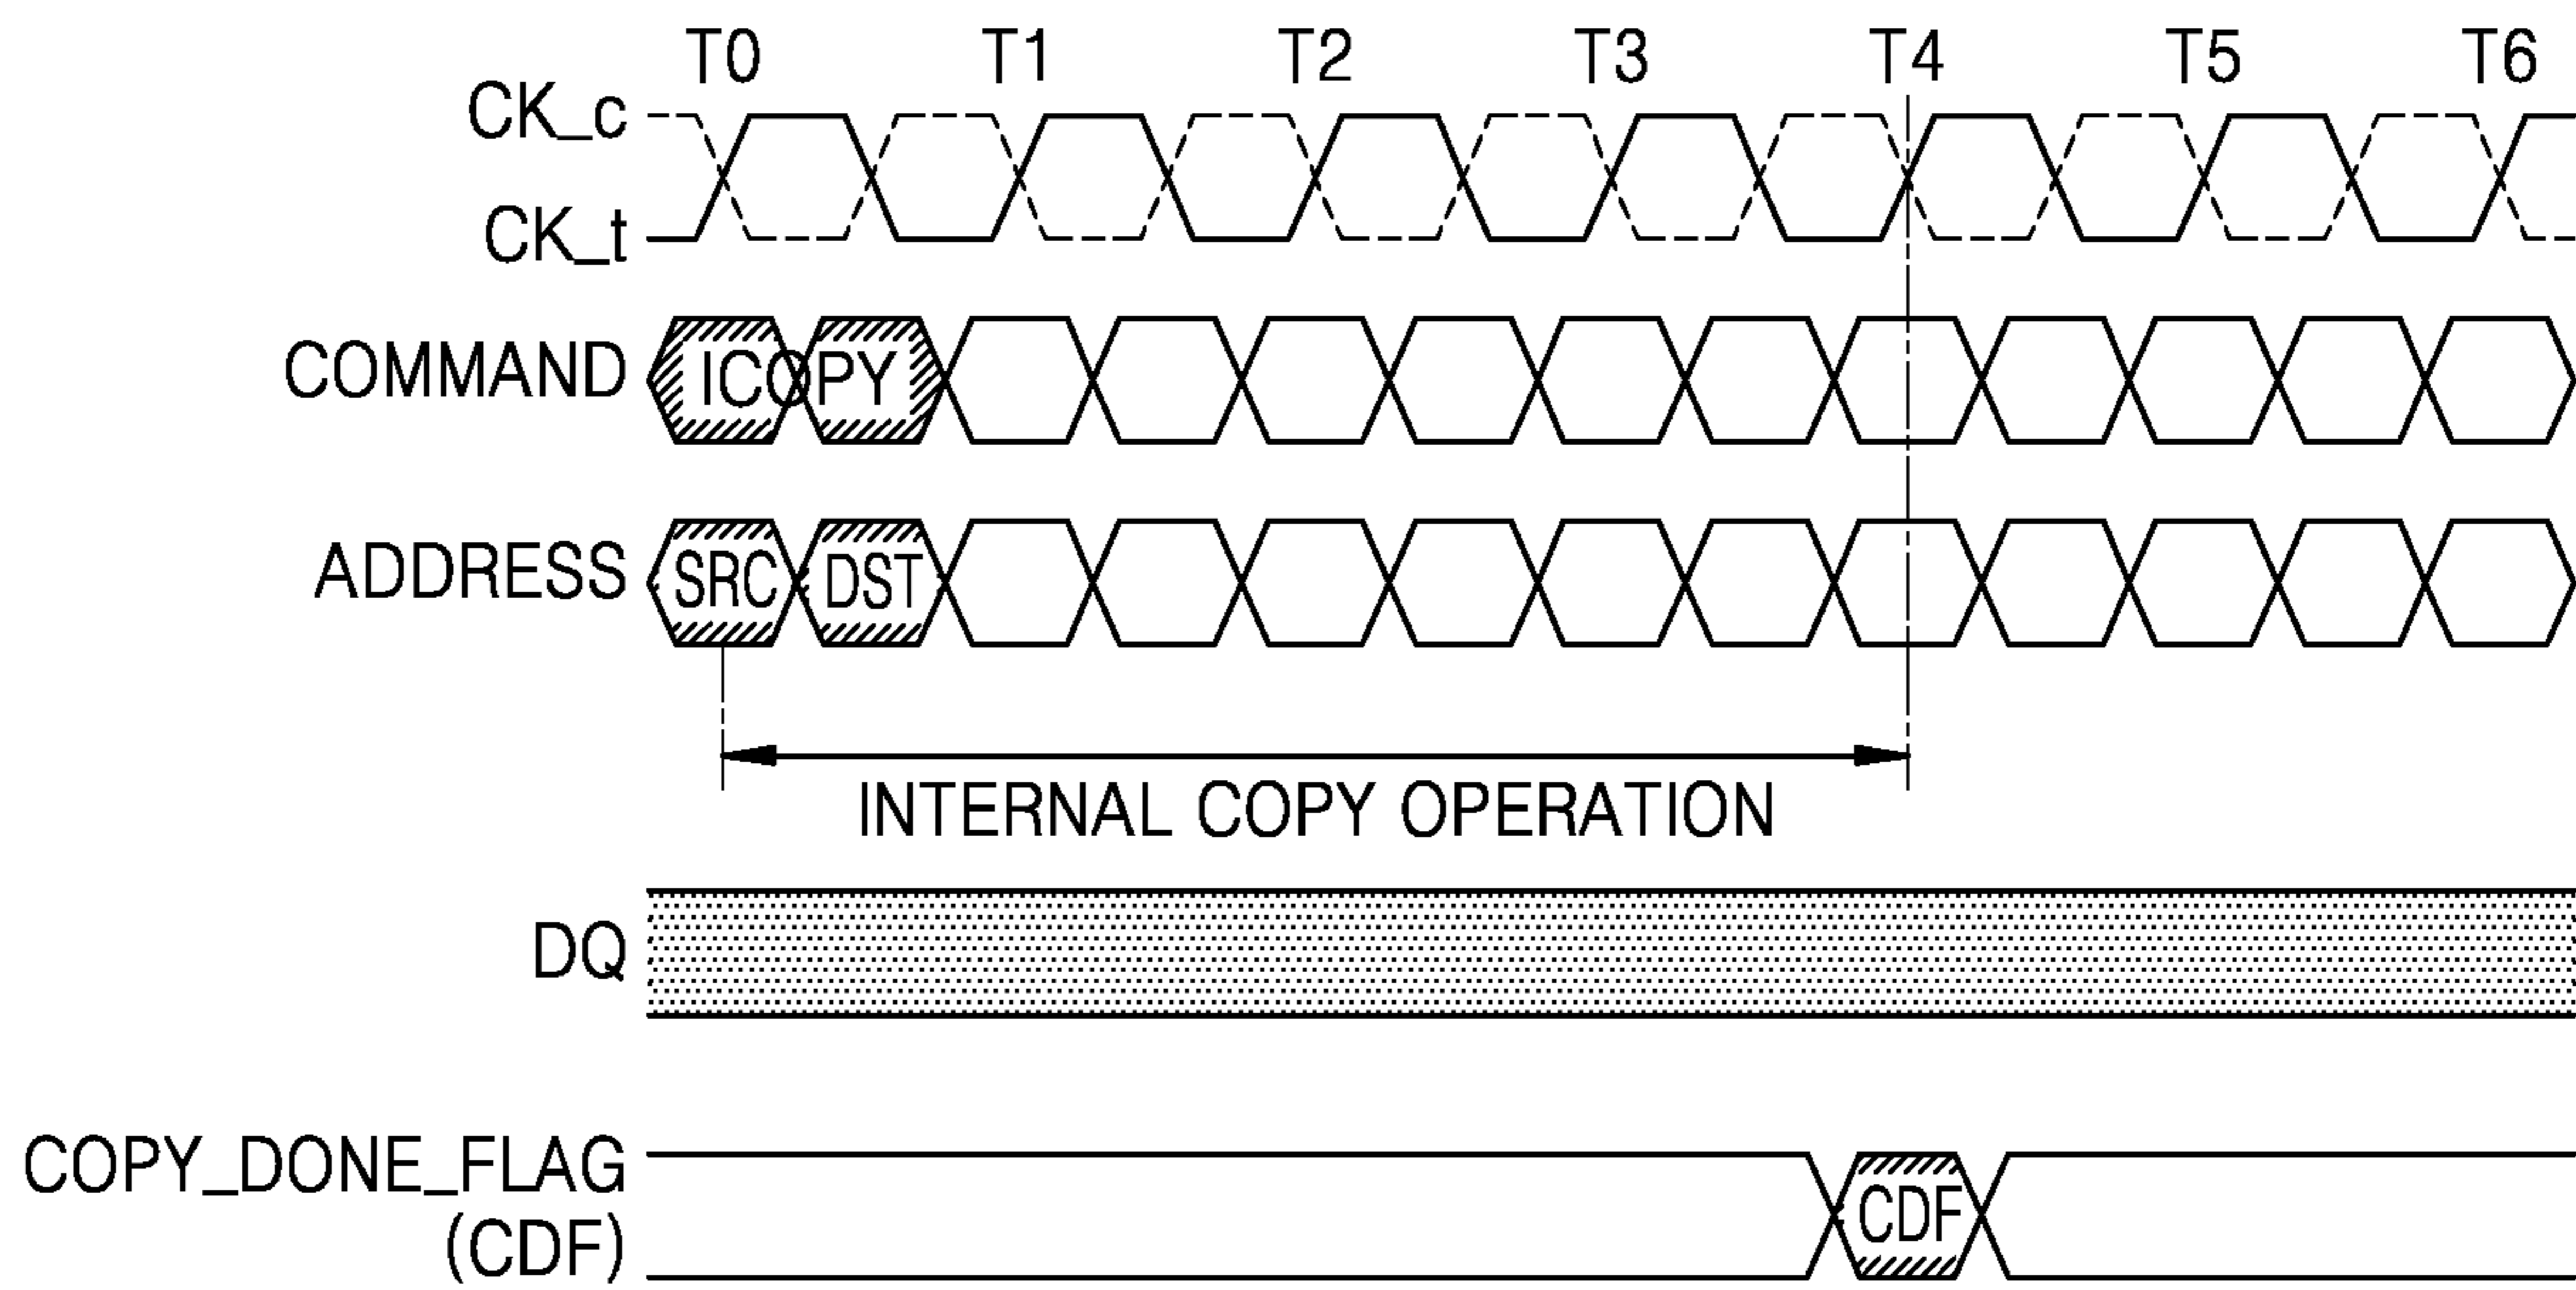 T0 T1 T2 T3 T4 T5 T6
CK_c
CK_t
COMMAND ICOPY
ADDRESS SRC DST
INTERNAL COPY OPERATION
DQ
COPY_DONE_FLAG
(CDF) CDF